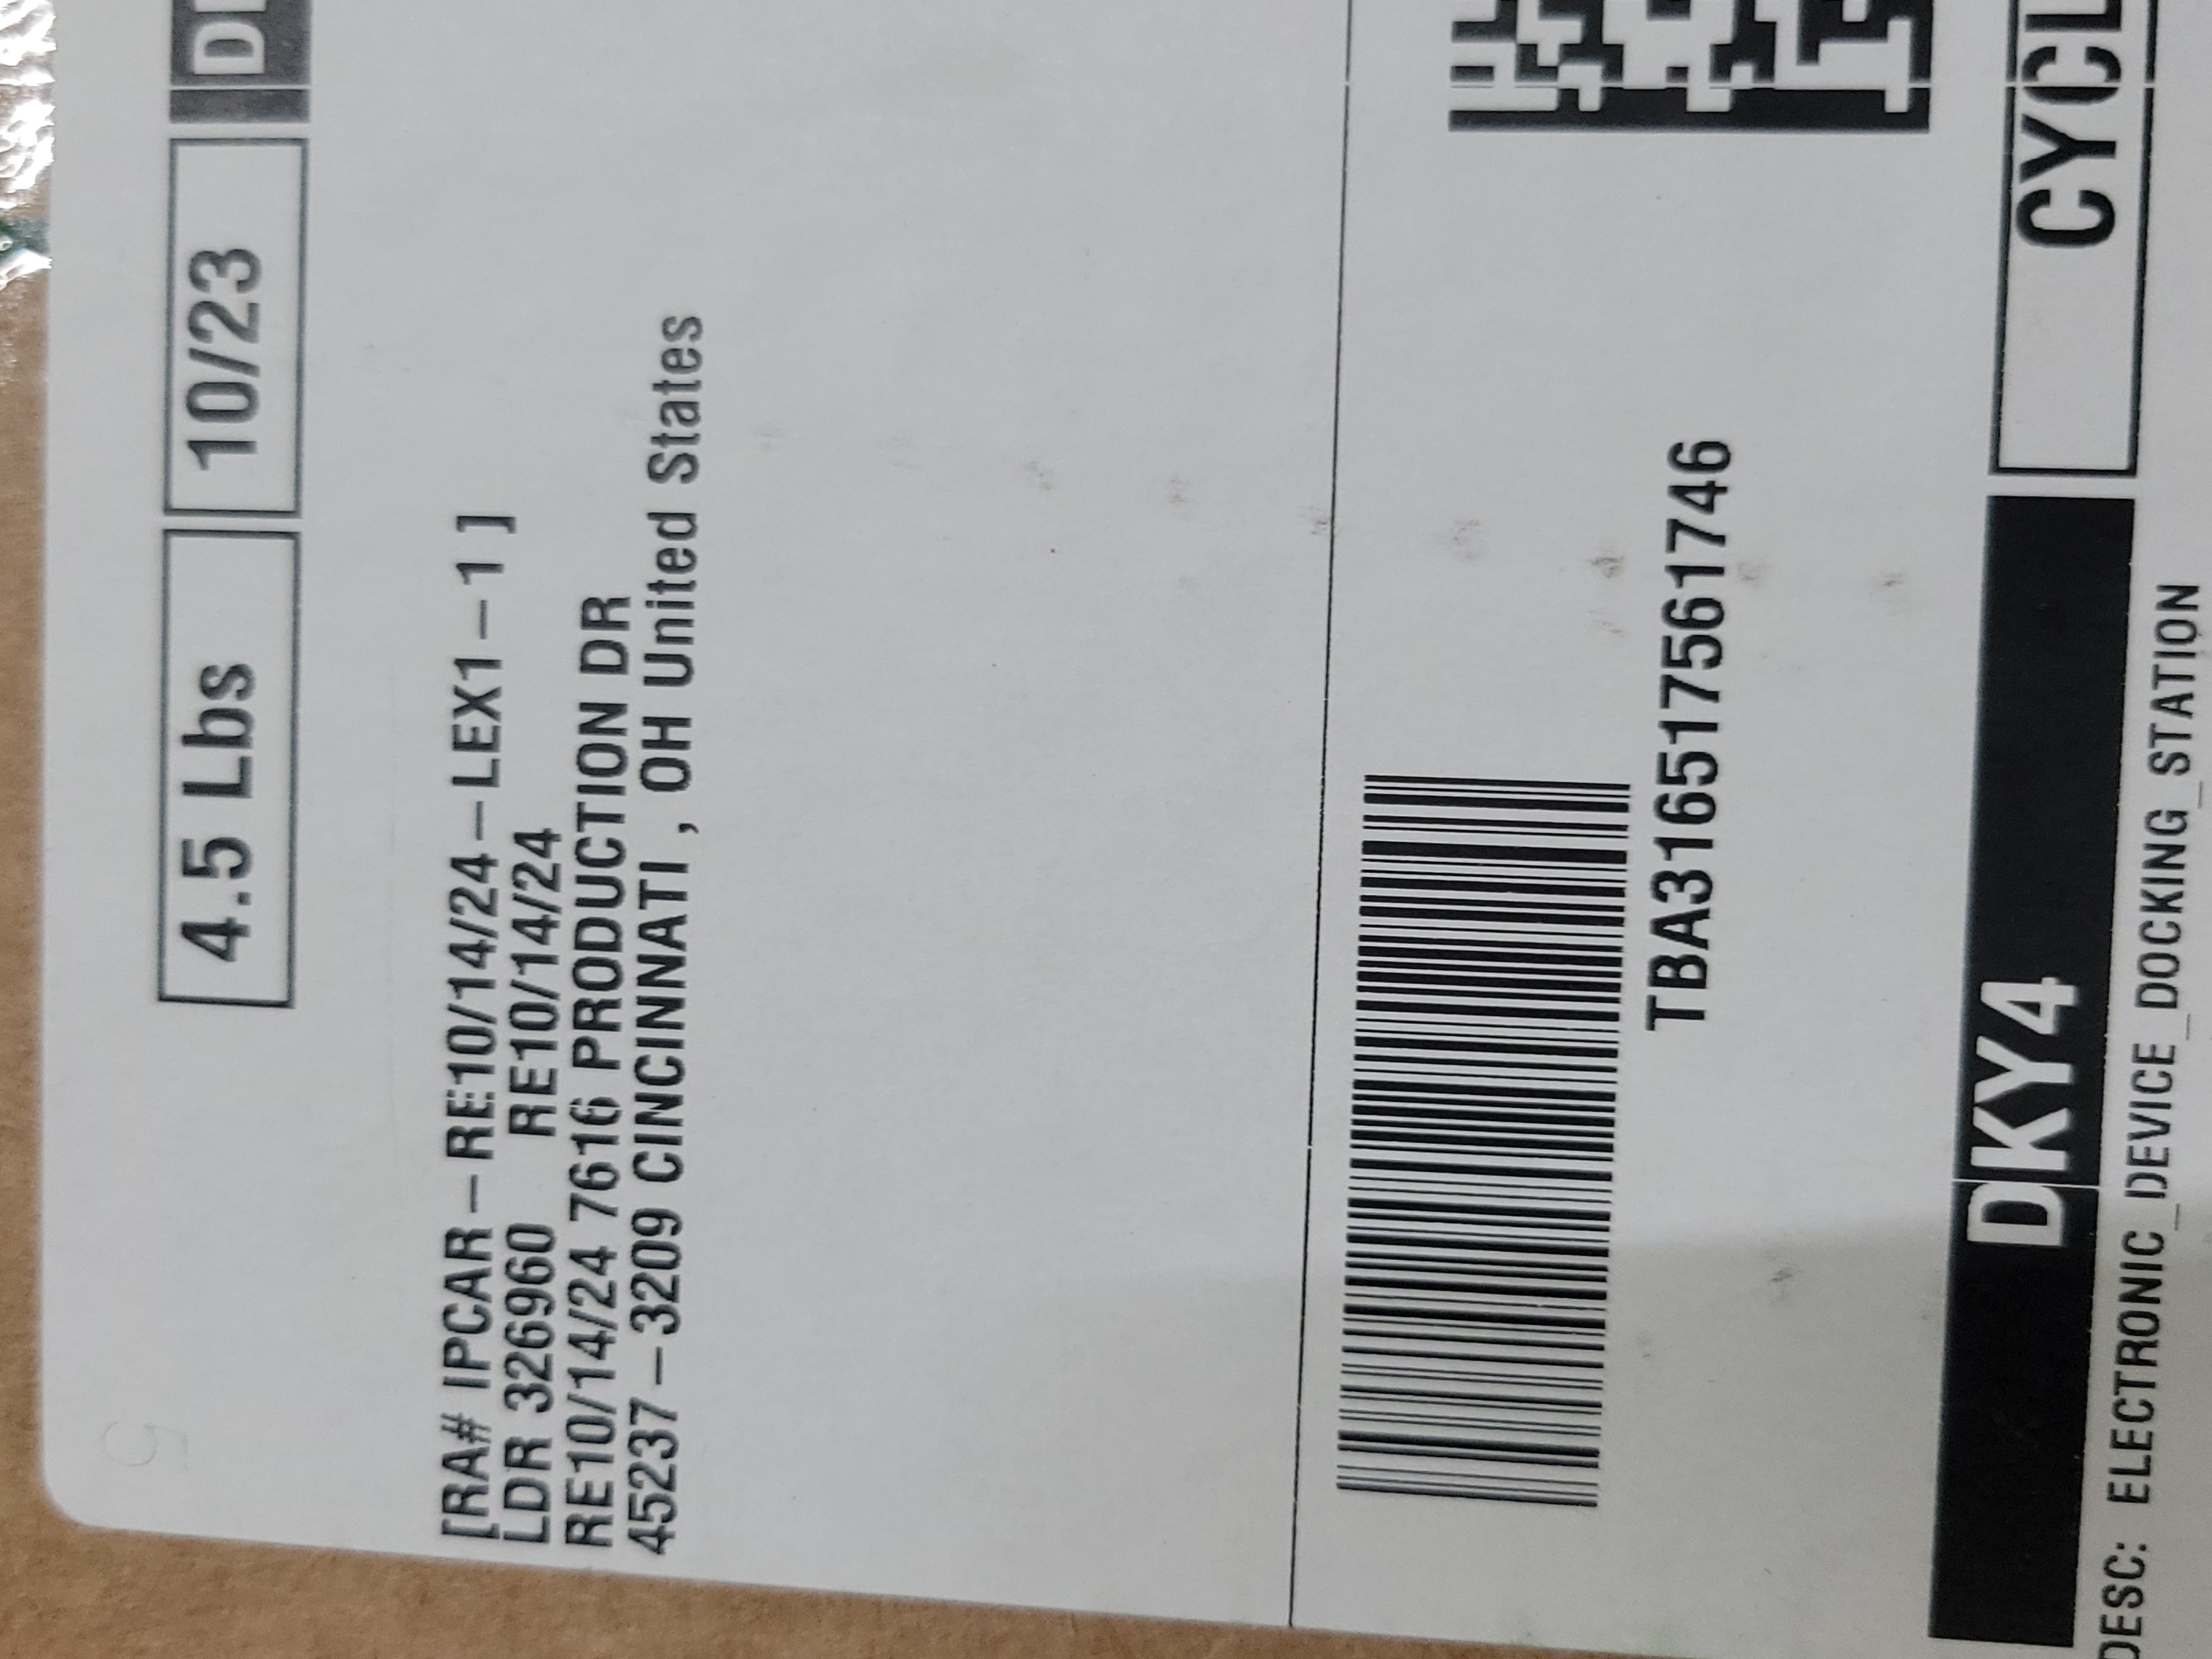 4.5 Lbs 10/23
[RA# IPCAR-RE10/14/24-LEX1-1 ]
LDR 326960 RE10/14/24
RE10/14/24 7616 PRODUCTION DR
45237-3209 CINCINNATI , OH United States
TBA316517561746
DKY4 CYCL
DESC: ELECTRONIC_DEVICE_DOCKING_STATION